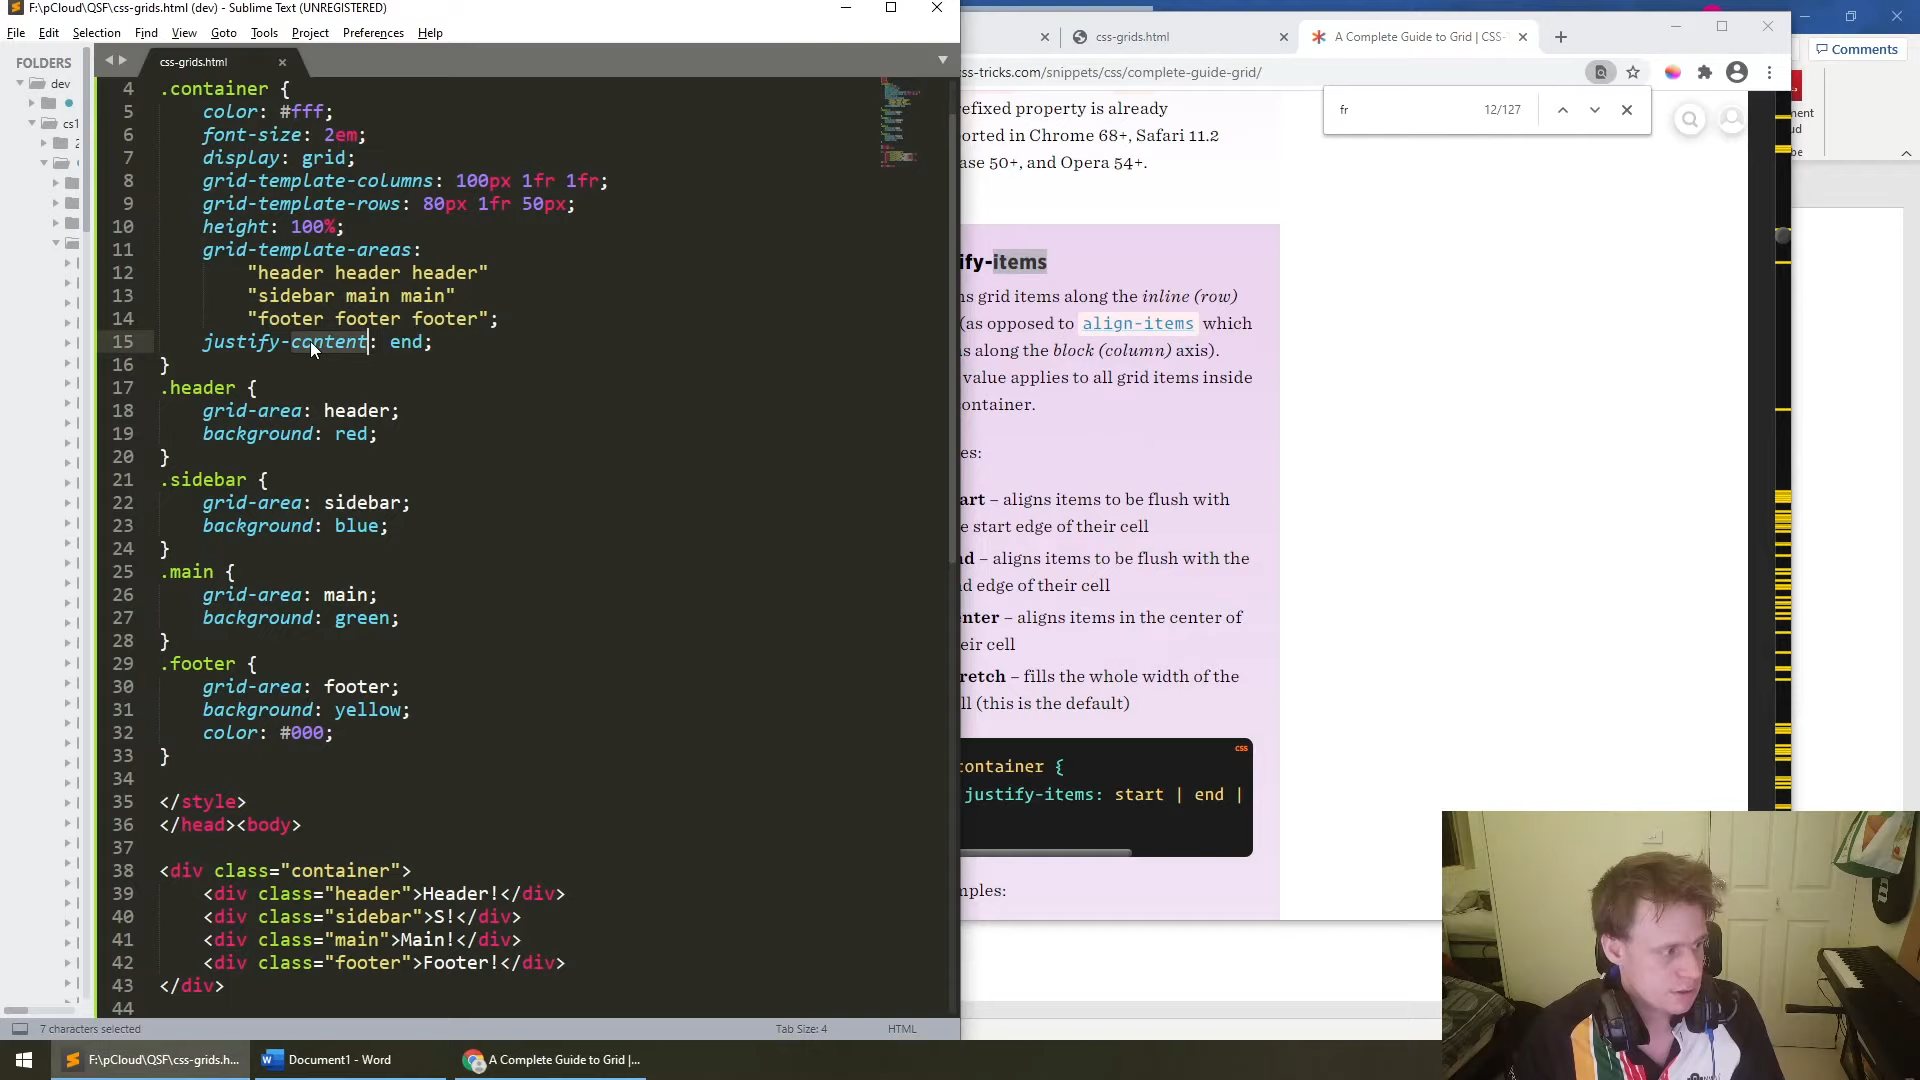 F:\pCloud\QSF\css-grids.html (dev) - Sublime Text (UNREGISTERED)
File Edit Selection Find View Goto Tools Project Preferences Help
FOLDERS
dev
cs1
2
css-grids.html
4 .container {
5 color: #fff;
6 font-size: 2em;
7 display: grid;
8 grid-template-columns: 100px 1fr 1fr;
9 grid-template-rows: 80px 1fr 50px;
10 height: 100%;
11 grid-template-areas:
12 "header header header"
13 "sidebar main main"
14 "footer footer footer";
15 justify-content: end;
16 }
17 .header {
18 grid-area: header;
19 background: red;
20 }
21 .sidebar {
22 grid-area: sidebar;
23 background: blue;
24 }
25 .main {
26 grid-area: main;
27 background: green;
28 }
29 .footer {
30 grid-area: footer;
31 background: yellow;
32 color: #000;
33 }
34
35 </style>
36 </head><body>
37
38 <div class="container">
39 <div class="header">Header!</div>
40 <div class="sidebar">S!</div>
41 <div class="main">Main!</div>
42 <div class="footer">Footer!</div>
43 </div>
44
7 characters selected
Tab Size: 4
HTML
css-grids.html
A Complete Guide to Grid | CSS-
ss-tricks.com/snippets/css/complete-guide-grid/
fr 12/127
Comments
refixed property is already
ported in Chrome 68+, Safari 11.2
ase 50+, and Opera 54+.
ify-items
ns grid items along the inline (row)
(as opposed to align-items which
s along the block (column) axis).
value applies to all grid items inside
ontainer.
es:
art – aligns items to be flush with
e start edge of their cell
nd – aligns items to be flush with the
d edge of their cell
enter – aligns items in the center of
eir cell
retch – fills the whole width of the
ll (this is the default)
css
container {
justify-items: start | end |
mples:
F:\pCloud\QSF\css-grids.h...
Document1 - Word
A Complete Guide to Grid |...